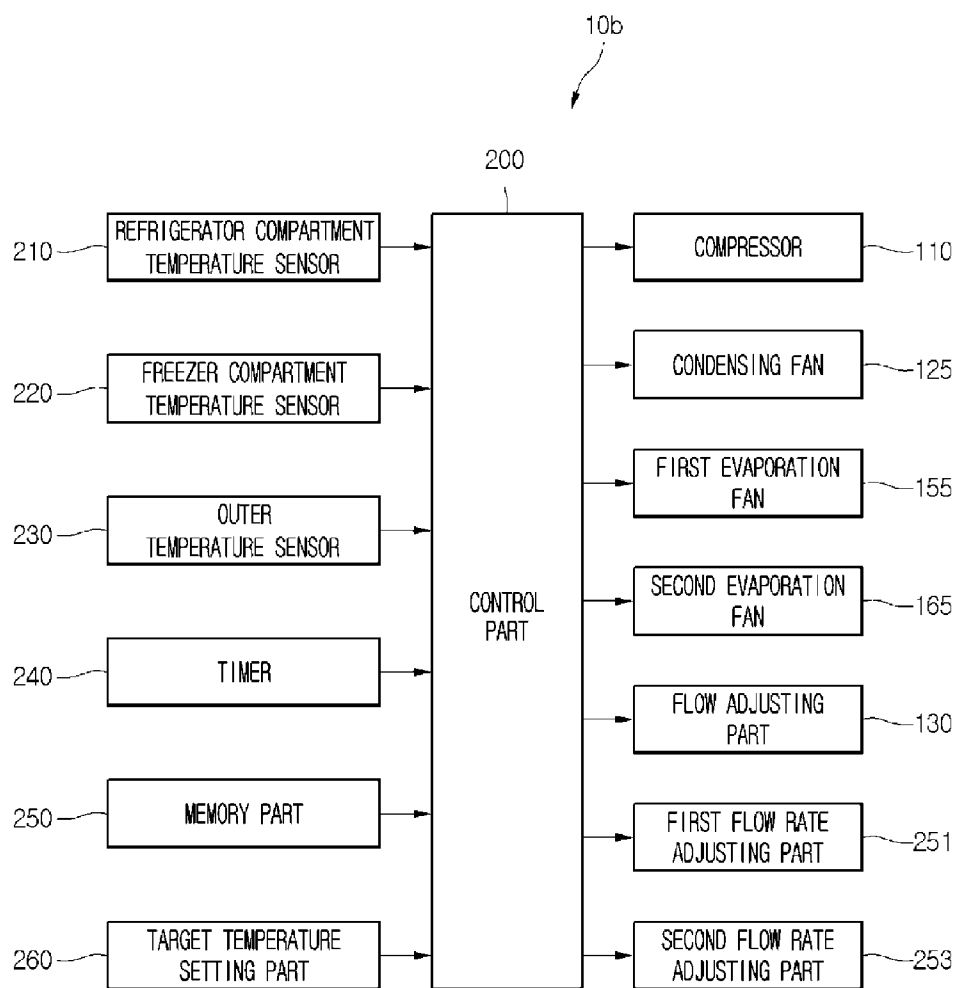 10b
200
210
REFRIGERATOR COMPARTMENT
TEMPERATURE SENSOR
220
FREEZER COMPARTMENT
TEMPERATURE SENSOR
230
OUTER
TEMPERATURE SENSOR
240
TIMER
250
MEMORY PART
260
TARGET TEMPERATURE
SETTING PART
CONTROL
PART
COMPRESSOR
110
CONDENSING FAN
125
FIRST EVAPORATION
FAN
155
SECOND EVAPORATION
FAN
165
FLOW ADJUSTING
PART
130
FIRST FLOW RATE
ADJUSTING PART
251
SECOND FLOW RATE
ADJUSTING PART
253